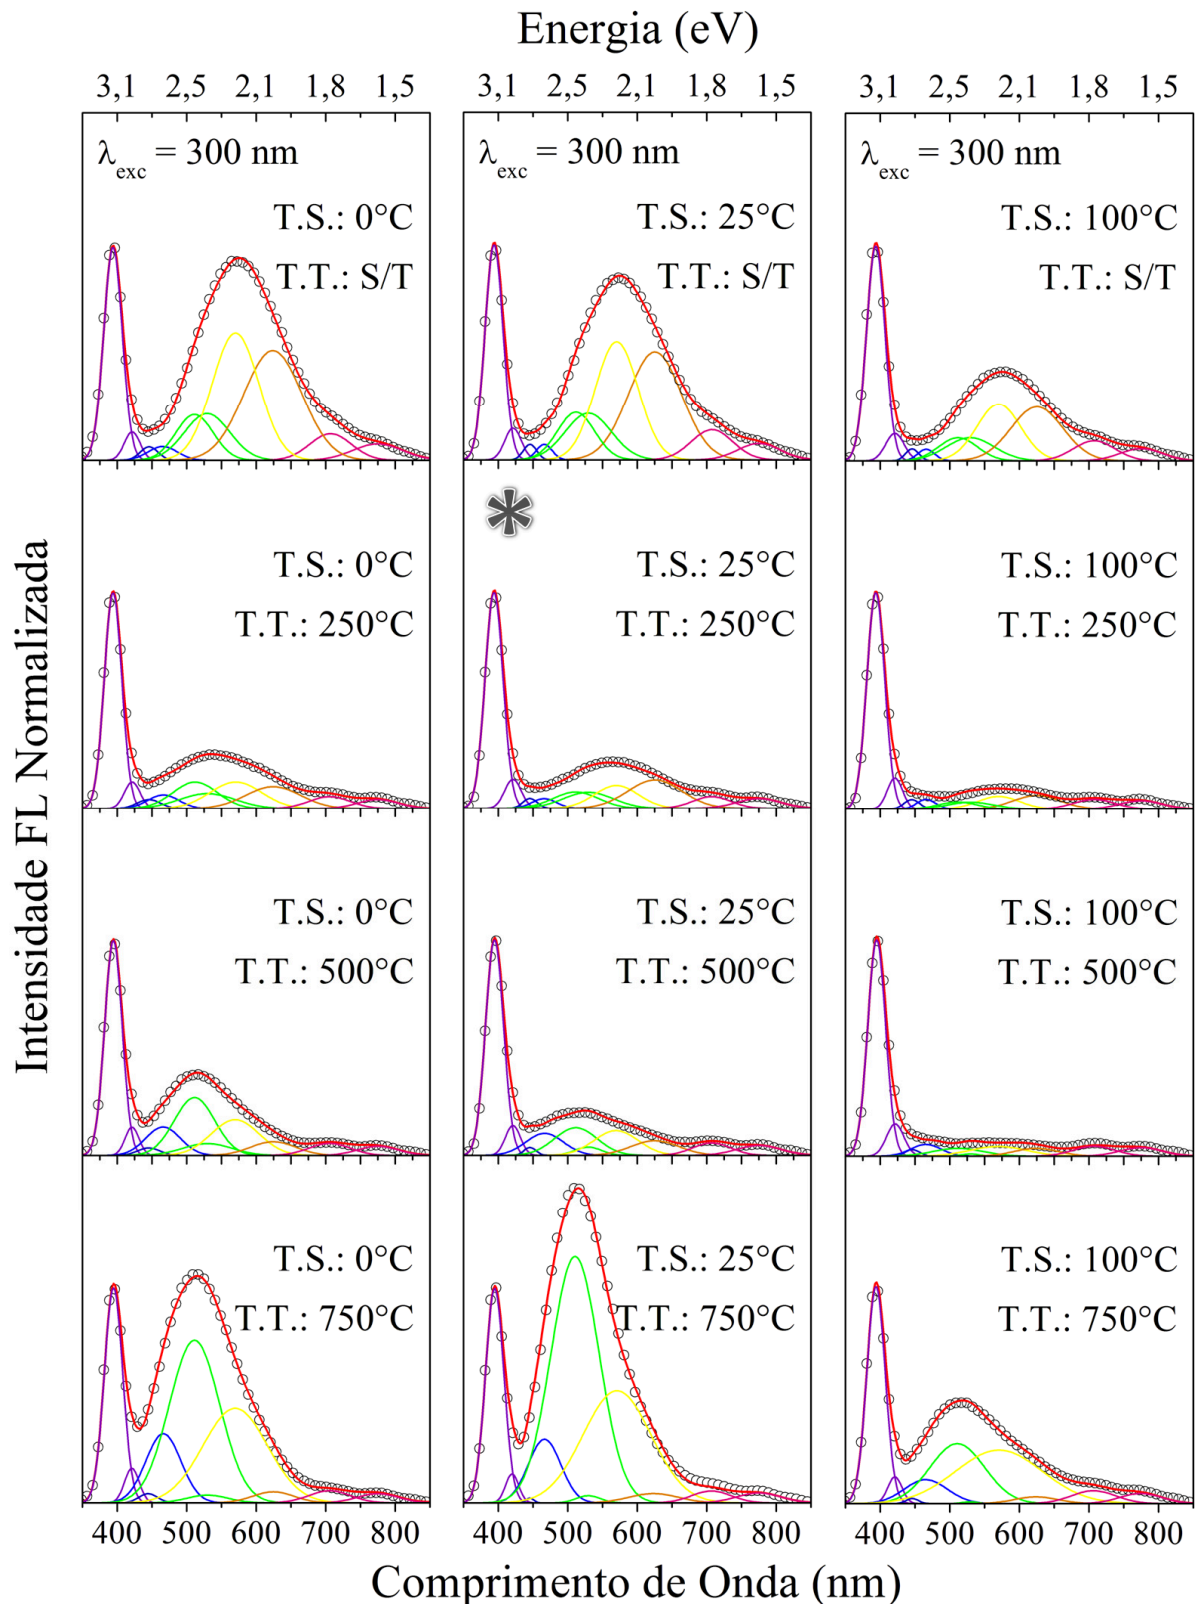 Energia (eV)
3,1 2,5 2,1 1,8 1,5 3,1 2,5 2,1 1,8 1,5 3,1 2,5 2,1 1,8 1,5
λexc = 300 nm λexc = 300 nm λexc = 300 nm
T.S.: 0°C T.S.: 25°C T.S.: 100°C
T.T.: S/T T.T.: S/T T.T.: S/T
*
T.S.: 0°C T.S.: 25°C T.S.: 100°C
T.T.: 250°C T.T.: 250°C T.T.: 250°C
Intensidade FL Normalizada
T.S.: 0°C T.S.: 25°C T.S.: 100°C
T.T.: 500°C T.T.: 500°C T.T.: 500°C
T.S.: 0°C T.S.: 25°C T.S.: 100°C
T.T.: 750°C T.T.: 750°C T.T.: 750°C
400 500 600 700 800 400 500 600 700 800 400 500 600 700 800
Comprimento de Onda (nm)